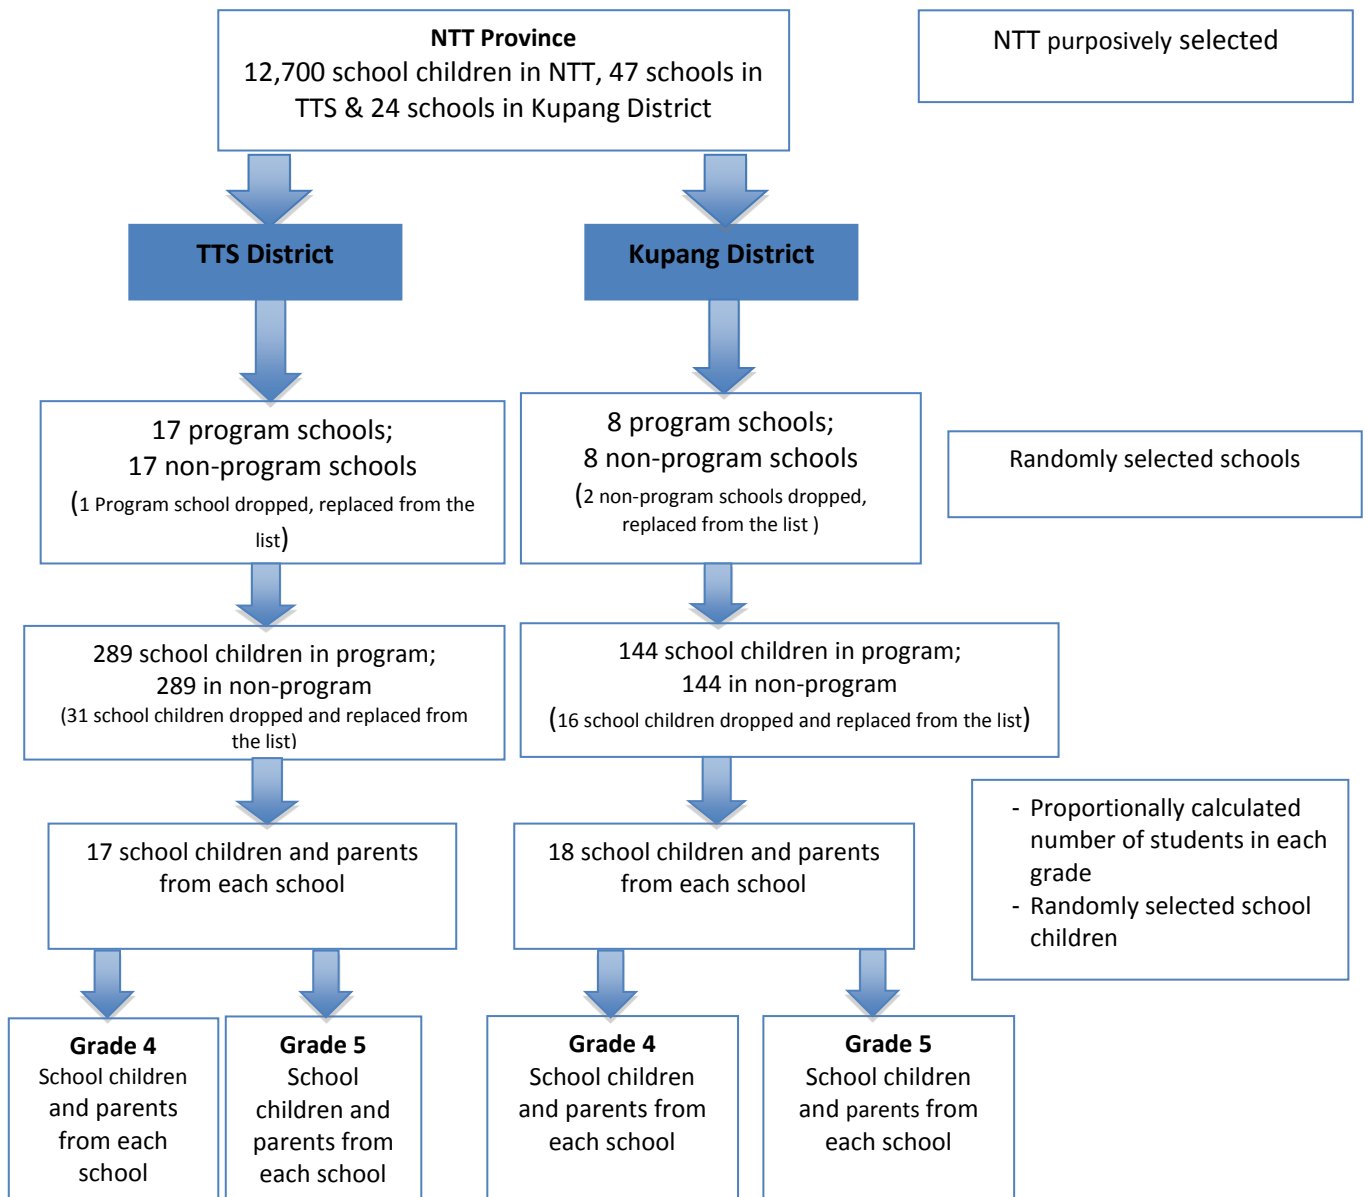 NTT Province
12,700 school children in NTT, 47 schools in
TTS & 24 schools in Kupang District
NTT purposively selected
TTS District
Kupang District
17 program schools;
17 non-program schools
(1 Program school dropped, replaced from the
list)
8 program schools;
8 non-program schools
(2 non-program schools dropped,
replaced from the list )
Randomly selected schools
289 school children in program;
289 in non-program
(31 school children dropped and replaced from
the list)
144 school children in program;
144 in non-program
(16 school children dropped and replaced from the list)
17 school children and parents
from each school
18 school children and parents
from each school
- Proportionally calculated
number of students in each
grade
- Randomly selected school
children
Grade 4
School children
and parents
from each
school
Grade 5
School
children and
parents from
each school
Grade 4
School children
and parents from
each school
Grade 5
School children
and parents from
each school